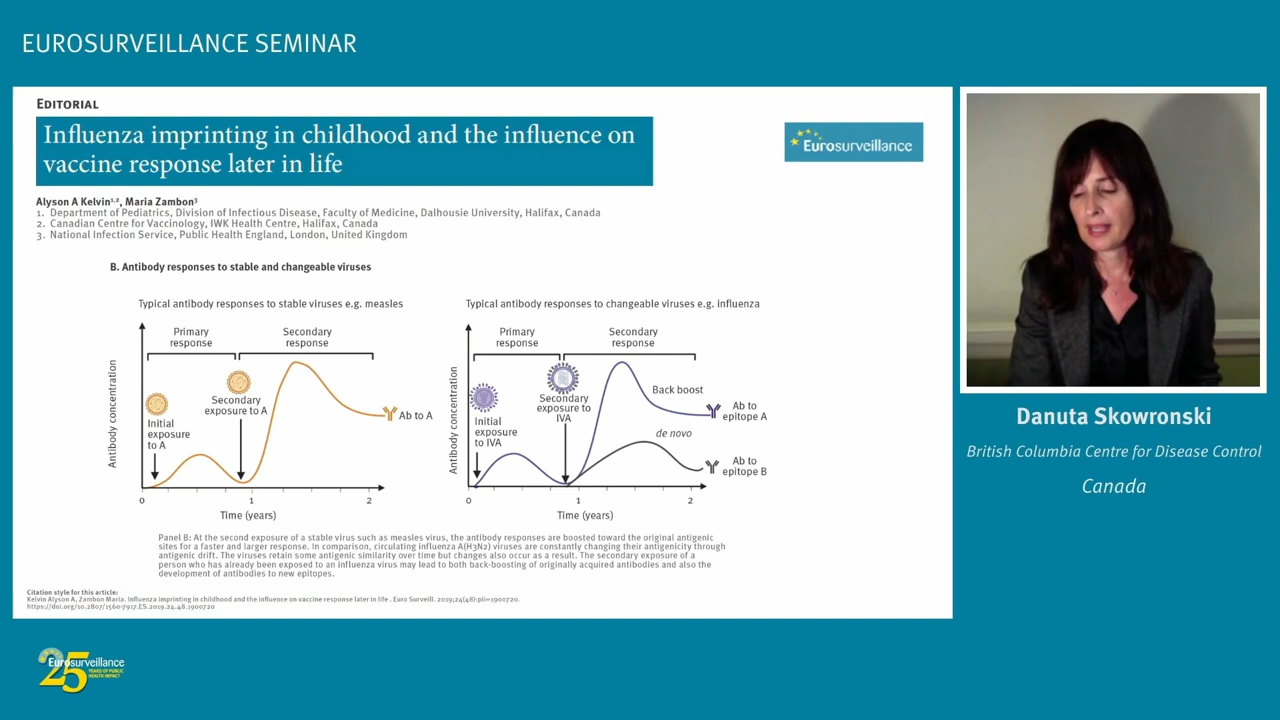 EUROSURVEILLANCE SEMINAR
EDITORIAL
Influenza imprinting in childhood and the influence on
vaccine response later in life
Eurosurveillance
Alyson A Kelvin¹,², Maria Zambon³
1. Department of Pediatrics, Division of Infectious Disease, Faculty of Medicine, Dalhousie University, Halifax, Canada
2. Canadian Centre for Vaccinology, IWK Health Centre, Halifax, Canada
3. National Infection Service, Public Health England, London, United Kingdom
B. Antibody responses to stable and changeable viruses
Typical antibody responses to stable viruses e.g. measles
Primary
response
Secondary
response
Antibody concentration
Initial
exposure
to A
Secondary
exposure to A
Ab to A
0
1
2
Time (years)
Typical antibody responses to changeable viruses e.g. influenza
Primary
response
Secondary
response
Antibody concentration
Initial
exposure
to IVA
Secondary
exposure to
IVA
Back boost
Ab to
epitope A
de novo
Ab to
epitope B
0
1
2
Time (years)
Panel B: At the second exposure of a stable virus such as measles virus, the antibody responses are boosted toward the original antigenic
sites for a faster and larger response. In comparison, circulating influenza A(H3N2) viruses are constantly changing their antigenicity through
antigenic drift. The viruses retain some antigenic similarity over time but changes also occur as a result. The secondary exposure of a
person who has already been exposed to an influenza virus may lead to both back-boosting of originally acquired antibodies and also the
development of antibodies to new epitopes.
Citation style for this article:
Kelvin Alyson A, Zambon Maria. Influenza imprinting in childhood and the influence on vaccine response later in life . Euro Surveill. 2019;24(48):pii=1900720.
https://doi.org/10.2807/1560-7917.ES.2019.24.48.1900720
Danuta Skowronski
British Columbia Centre for Disease Control
Canada
25
Eurosurveillance
YEARS OF PUBLIC
HEALTH IMPACT